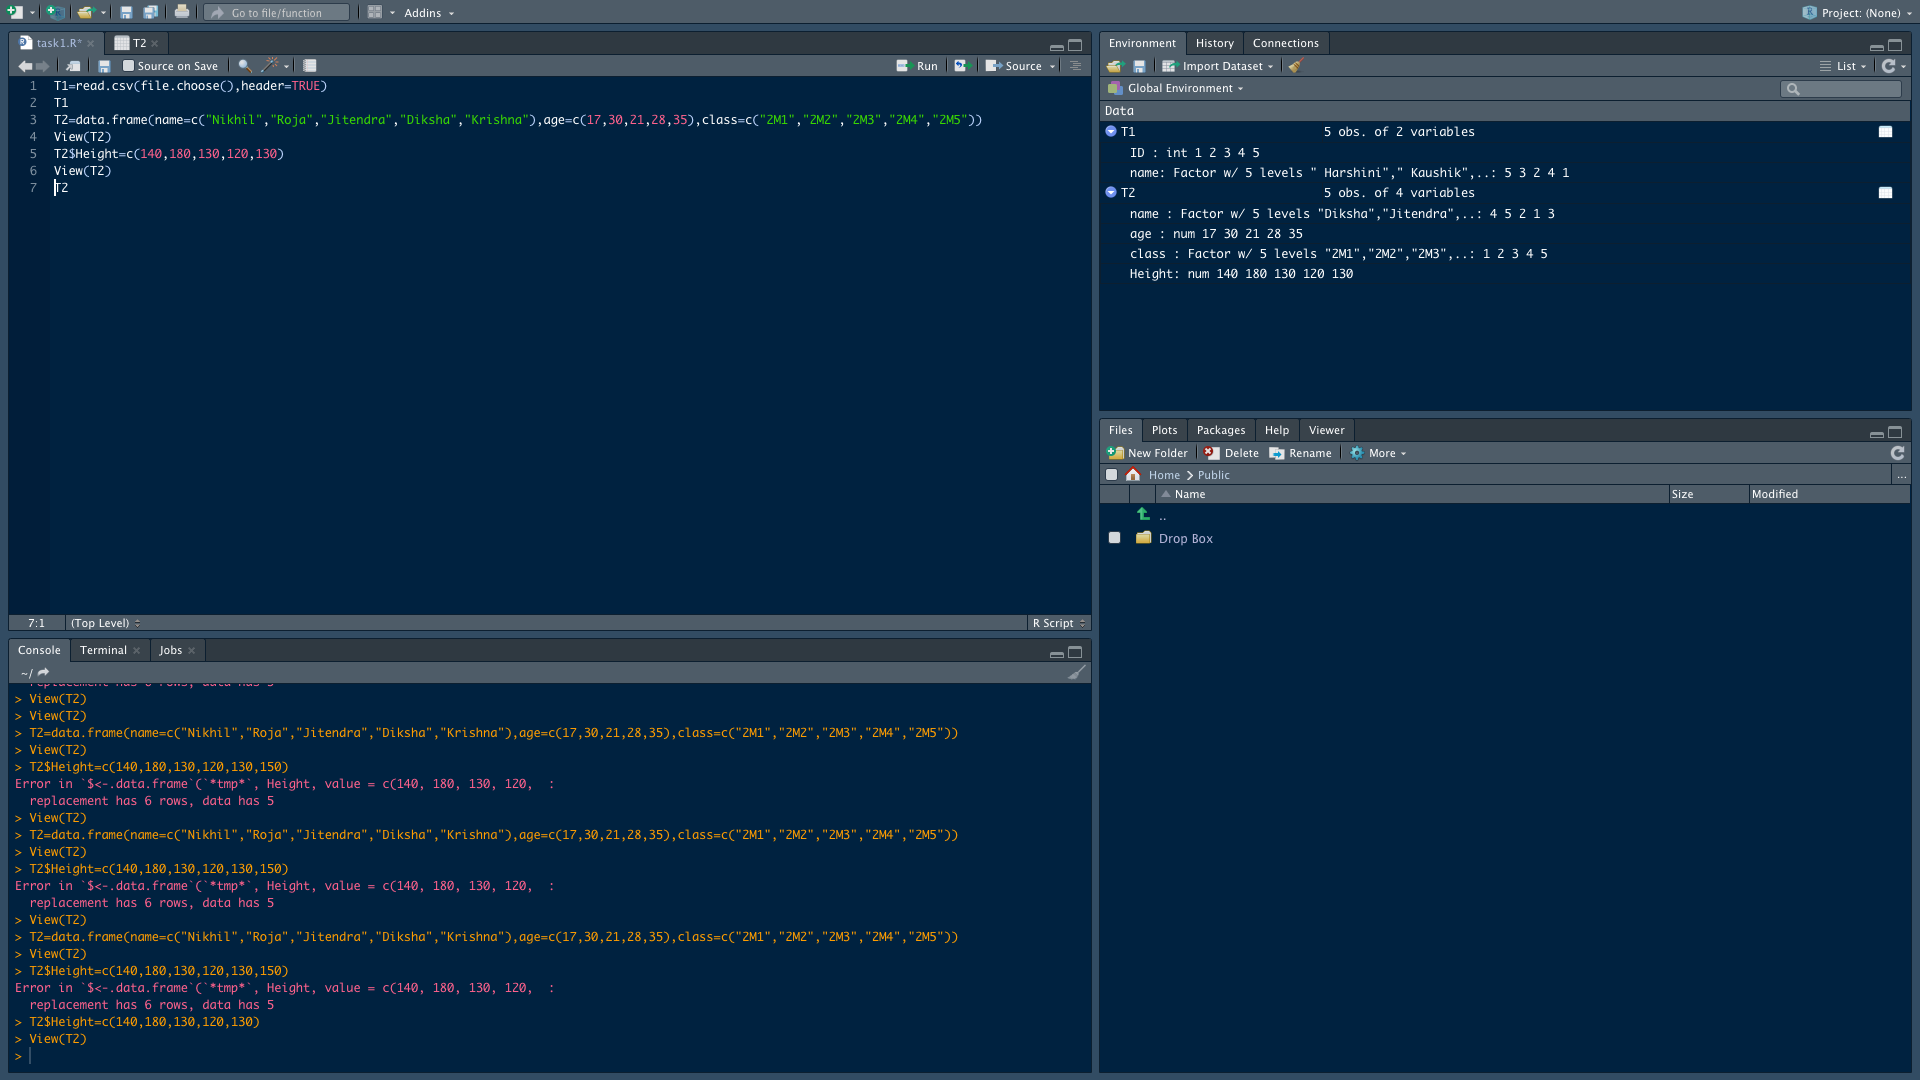 Go to file/function
Addins
Project: (None)
task1.R*
T2
Source on Save
Run
Source
1 T1=read.csv(file.choose(),header=TRUE)
2 T1
3 T2=data.frame(name=c("Nikhil","Roja","Jitendra","Diksha","Krishna"),age=c(17,30,21,28,35),class=c("2M1","2M2","2M3","2M4","2M5"))
4 View(T2)
5 T2$Height=c(140,180,130,120,130)
6 View(T2)
7 T2
7:1
(Top Level)
R Script
Console
Terminal
Jobs
~/
replacement has 6 rows, data has 5
> View(T2)
> View(T2)
> T2=data.frame(name=c("Nikhil","Roja","Jitendra","Diksha","Krishna"),age=c(17,30,21,28,35),class=c("2M1","2M2","2M3","2M4","2M5"))
> View(T2)
> T2$Height=c(140,180,130,120,130,150)
Error in `$<-.data.frame`(`*tmp*`, Height, value = c(140, 180, 130, 120,  :
replacement has 6 rows, data has 5
> View(T2)
> T2=data.frame(name=c("Nikhil","Roja","Jitendra","Diksha","Krishna"),age=c(17,30,21,28,35),class=c("2M1","2M2","2M3","2M4","2M5"))
> View(T2)
> T2$Height=c(140,180,130,120,130,150)
Error in `$<-.data.frame`(`*tmp*`, Height, value = c(140, 180, 130, 120,  :
replacement has 6 rows, data has 5
> View(T2)
> T2=data.frame(name=c("Nikhil","Roja","Jitendra","Diksha","Krishna"),age=c(17,30,21,28,35),class=c("2M1","2M2","2M3","2M4","2M5"))
> View(T2)
> T2$Height=c(140,180,130,120,130,150)
Error in `$<-.data.frame`(`*tmp*`, Height, value = c(140, 180, 130, 120,  :
replacement has 6 rows, data has 5
> T2$Height=c(140,180,130,120,130)
> View(T2)
>
Environment
History
Connections
Import Dataset
List
Global Environment
Data
T1 5 obs. of 2 variables
ID : int 1 2 3 4 5
name: Factor w/ 5 levels " Harshini"," Kaushik",..: 5 3 2 4 1
T2 5 obs. of 4 variables
name : Factor w/ 5 levels "Diksha","Jitendra",..: 4 5 2 1 3
age : num 17 30 21 28 35
class : Factor w/ 5 levels "2M1","2M2","2M3",..: 1 2 3 4 5
Height: num 140 180 130 120 130
Files
Plots
Packages
Help
Viewer
New Folder
Delete
Rename
More
Home
Public
...
Name
Size
Modified
..
Drop Box